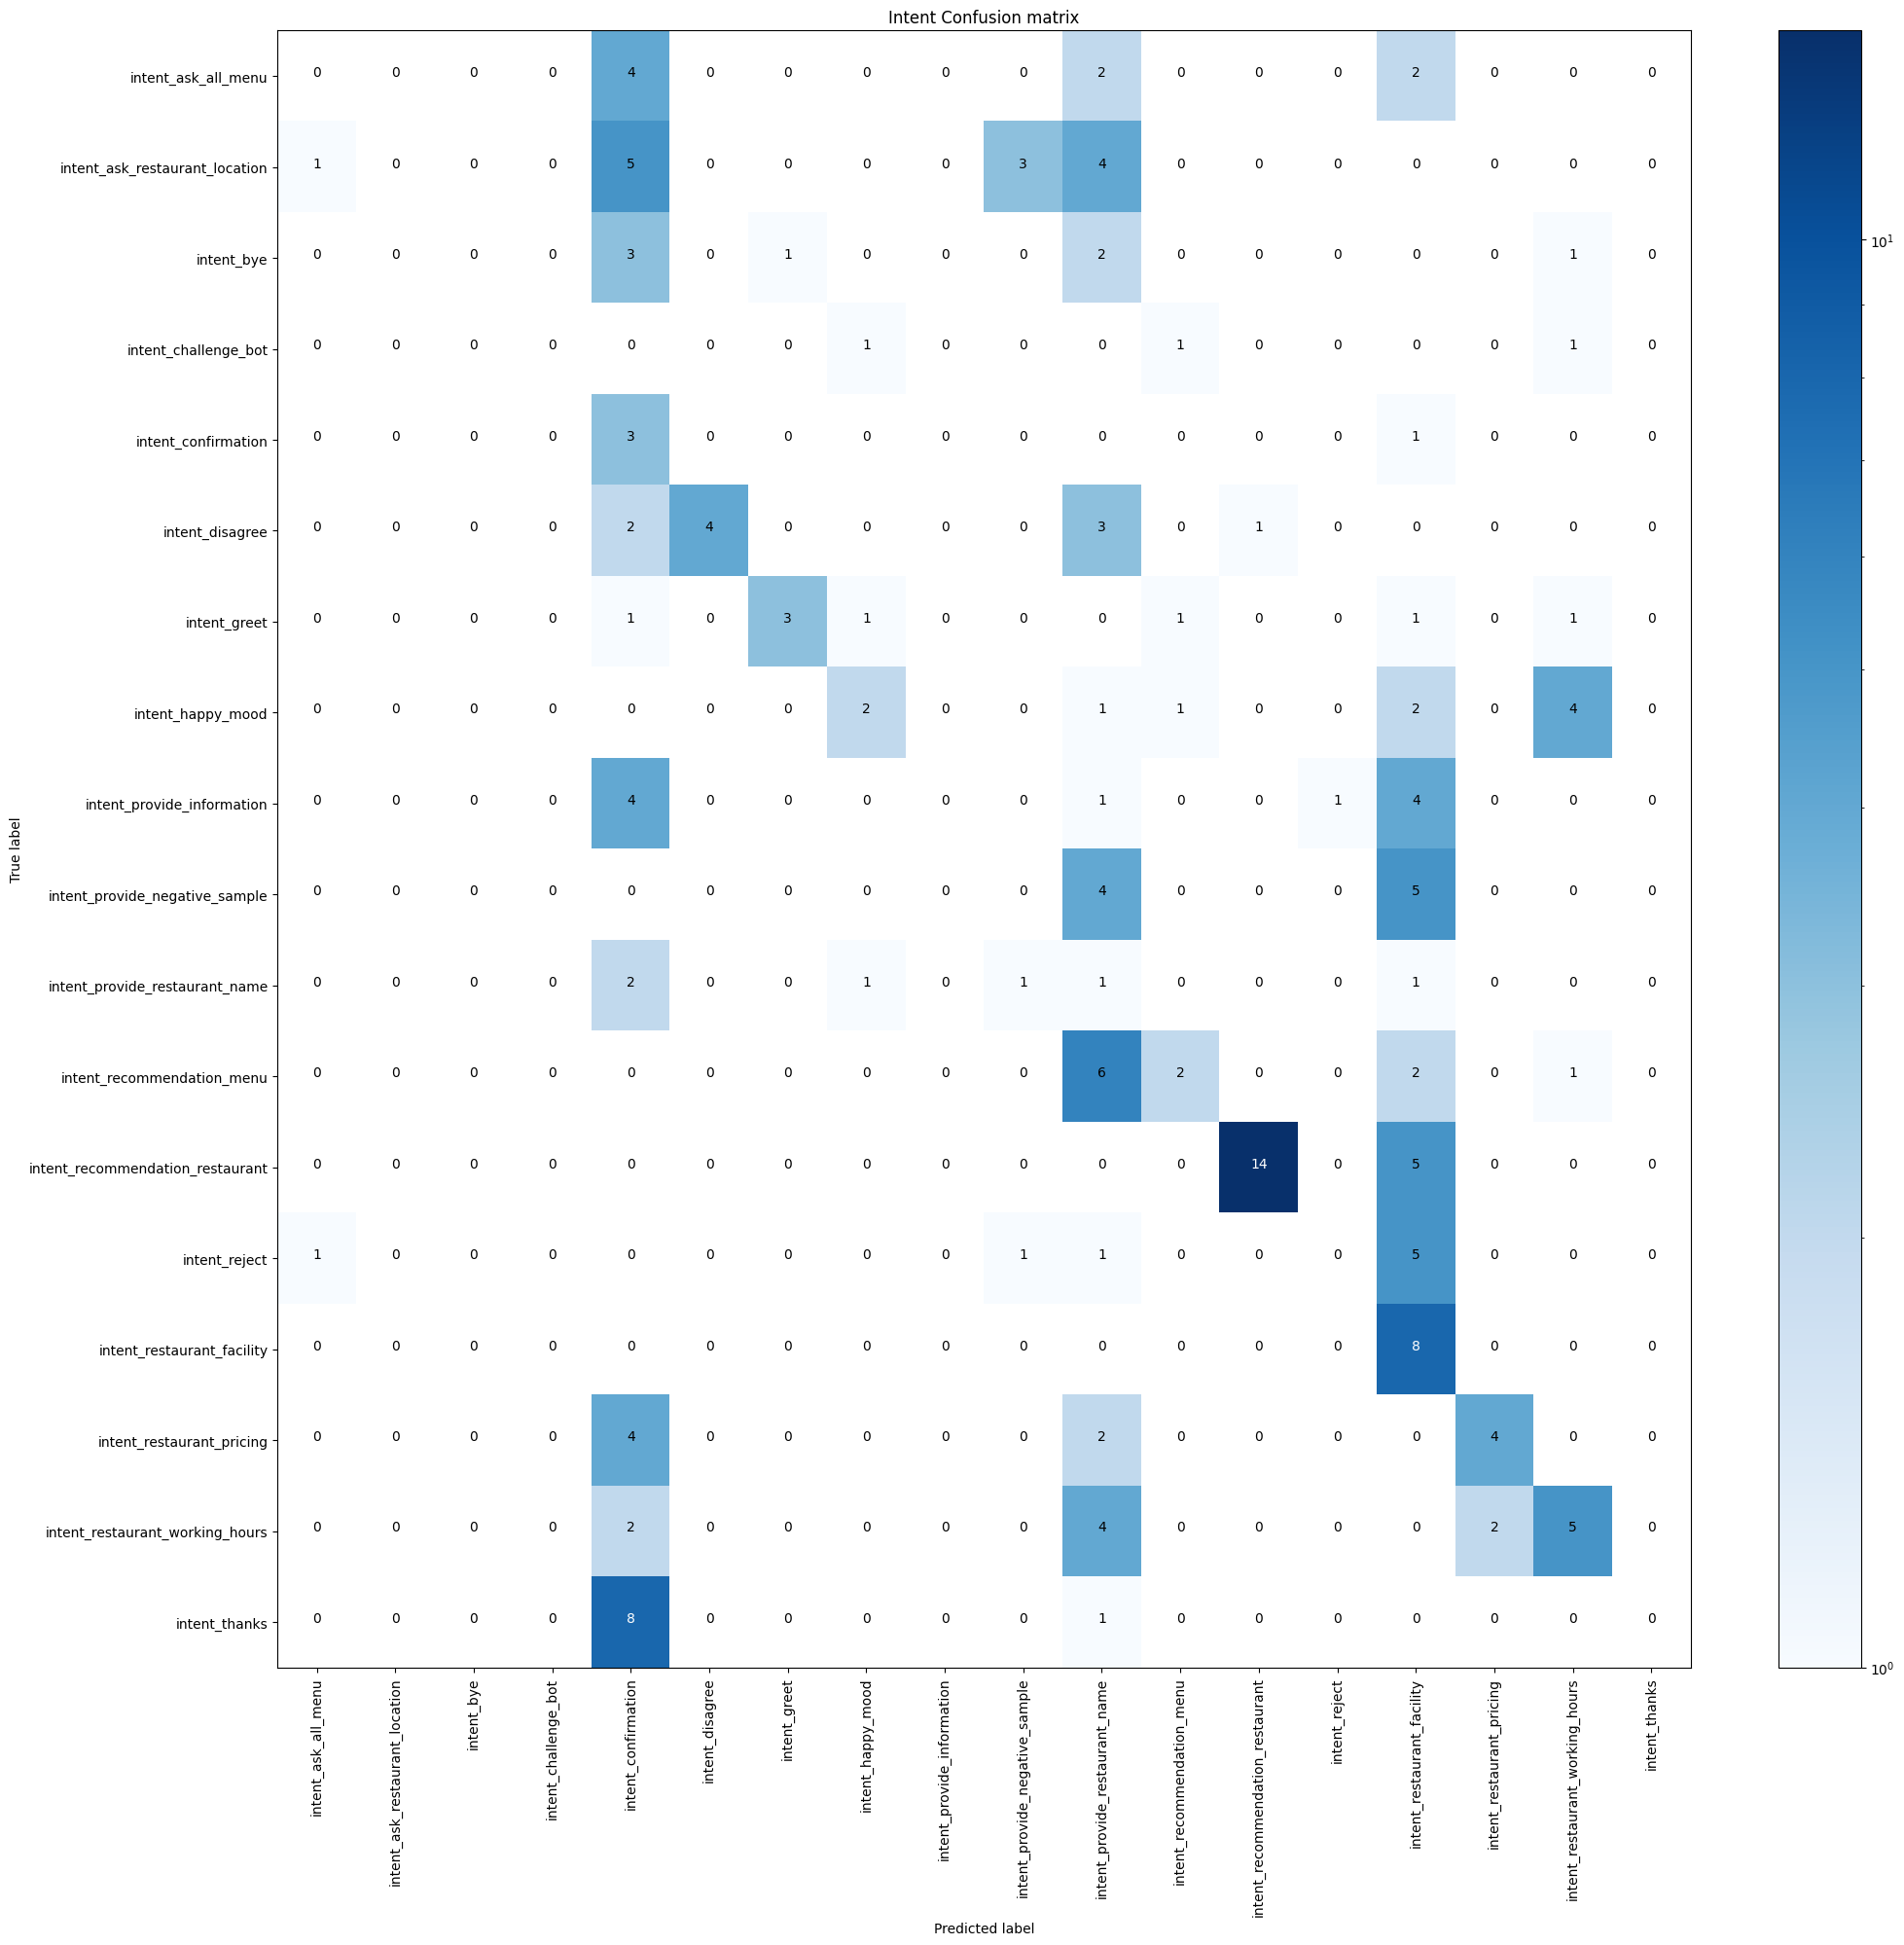 Intent Confusion matrix
intent_ask_all_menu 0 0 0 0 4 0 0 0 0 0 2 0 0 0 2 0 0 0
intent_ask_restaurant_location 1 0 0 0 5 0 0 0 0 3 4 0 0 0 0 0 0 0
intent_bye 0 0 0 0 3 0 1 0 0 0 2 0 0 0 0 0 1 0
intent_challenge_bot 0 0 0 0 0 0 0 1 0 0 0 1 0 0 0 0 1 0
intent_confirmation 0 0 0 0 3 0 0 0 0 0 0 0 0 0 1 0 0 0
intent_disagree 0 0 0 0 2 4 0 0 0 0 3 0 1 0 0 0 0 0
intent_greet 0 0 0 0 1 0 3 1 0 0 0 1 0 0 1 0 1 0
intent_happy_mood 0 0 0 0 0 0 0 2 0 0 1 1 0 0 2 0 4 0
intent_provide_information 0 0 0 0 4 0 0 0 0 0 1 0 0 1 4 0 0 0
intent_provide_negative_sample 0 0 0 0 0 0 0 0 0 0 4 0 0 0 5 0 0 0
intent_provide_restaurant_name 0 0 0 0 2 0 0 1 0 1 1 0 0 0 1 0 0 0
intent_recommendation_menu 0 0 0 0 0 0 0 0 0 0 6 2 0 0 2 0 1 0
intent_recommendation_restaurant 0 0 0 0 0 0 0 0 0 0 0 0 14 0 5 0 0 0
intent_reject 1 0 0 0 0 0 0 0 0 1 1 0 0 0 5 0 0 0
intent_restaurant_facility 0 0 0 0 0 0 0 0 0 0 0 0 0 0 8 0 0 0
intent_restaurant_pricing 0 0 0 0 4 0 0 0 0 0 2 0 0 0 0 4 0 0
intent_restaurant_working_hours 0 0 0 0 2 0 0 0 0 0 4 0 0 0 0 2 5 0
intent_thanks 0 0 0 0 8 0 0 0 0 0 1 0 0 0 0 0 0 0
True label
intent_ask_all_menu
intent_ask_restaurant_location
intent_bye
intent_challenge_bot
intent_confirmation
intent_disagree
intent_greet
intent_happy_mood
intent_provide_information
intent_provide_negative_sample
intent_provide_restaurant_name
intent_recommendation_menu
intent_recommendation_restaurant
intent_reject
intent_restaurant_facility
intent_restaurant_pricing
intent_restaurant_working_hours
intent_thanks
Predicted label
10¹
10⁰